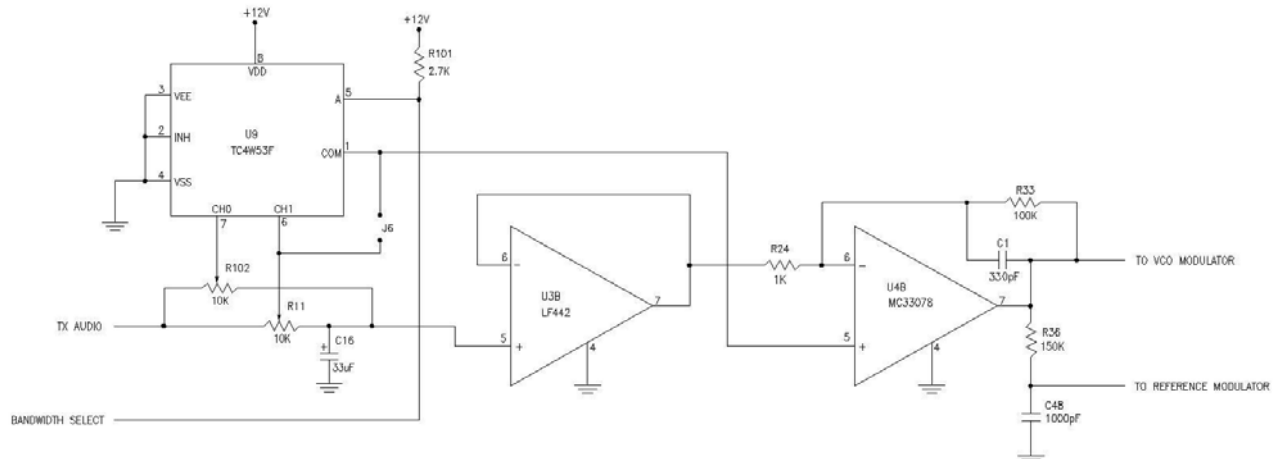 +12V
+12V
R101
2.7K
8
VDD
3
VEE
5
A
2
INH
U9
TC4W53F
1
COM
4
VSS
CH0
7
CH1
6
J6
R102
10K
R11
10K
TX AUDIO
C16
+
33uF
BANDWIDTH SELECT
6
-
U3B
LF442
7
5
+
4
R24
1K
R33
100K
C1
330pF
6
-
U4B
MC33078
7
5
+
4
TO VCO MODULATOR
R36
150K
TO REFERENCE MODULATOR
C48
1000pF